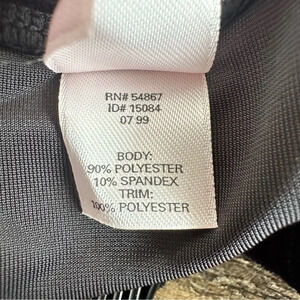 RN# 54867
ID# 15084
07 99
BODY:
90% POLYESTER
10% SPANDEX
TRIM:
100% POLYESTER